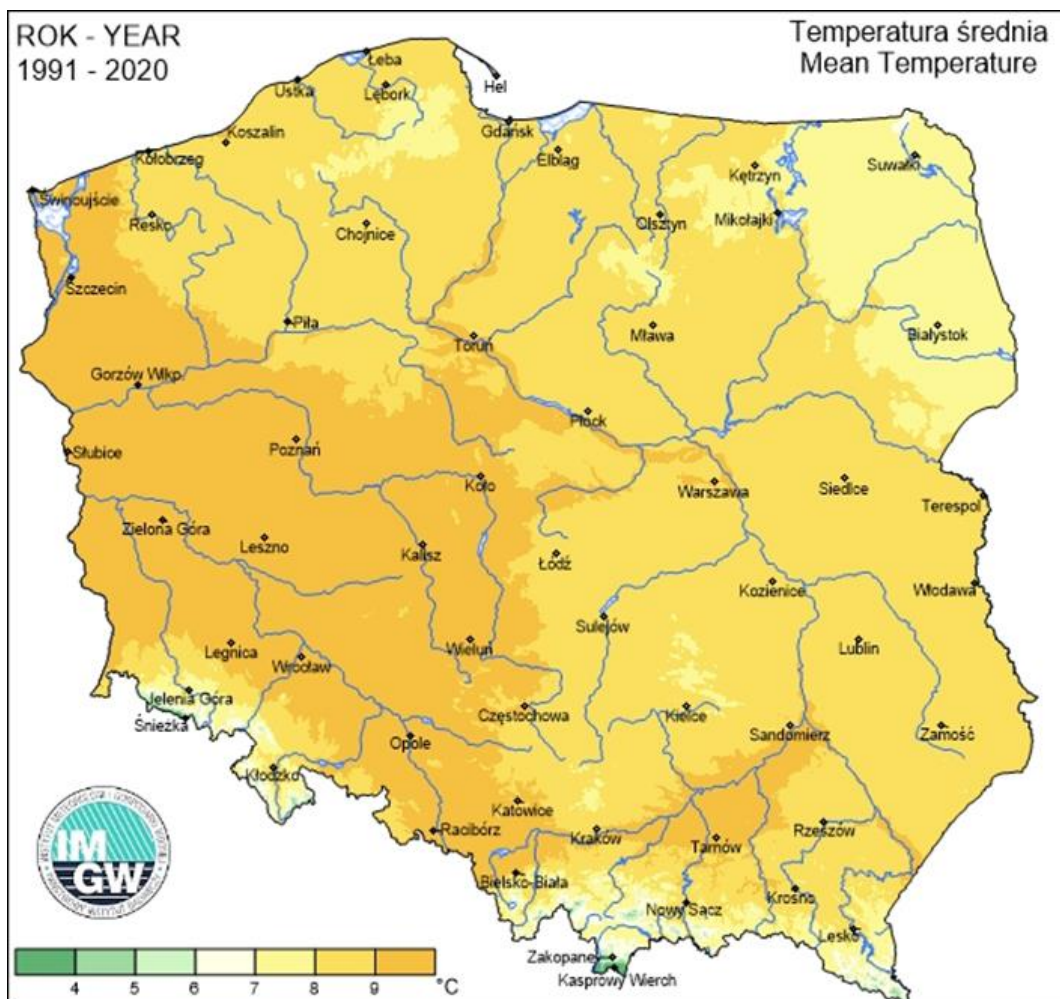 ROK - YEAR
1991 - 2020
Temperatura średnia
Mean Temperature
Łeba
Hel
Ustka
Lębork
Gdańsk
Koszalin
Elbląg
Kołobrzeg
Kętrzyn
Suwałki
Świnoujście
Resko
Chojnice
Olsztyn
Mikołajki
Szczecin
Piła
Toruń
Mława
Białystok
Gorzów Wlkp.
Płock
Słubice
Poznań
Koło
Warszawa
Siedlce
Terespol
Zielona Góra
Leszno
Kalisz
Łódź
Kozienice
Włodawa
Sulejów
Legnica
Wrocław
Wieluń
Lublin
Jelenia Góra
Śnieżka
Częstochowa
Kielce
Sandomierz
Zamość
Opole
Kłodzko
Katowice
Racibórz
Kraków
Tarnów
Rzeszów
Bielsko-Biała
Nowy Sącz
Krosno
Lesko
Zakopane
Kasprowy Wierch
IM
GW
4 5 6 7 8 9 °C